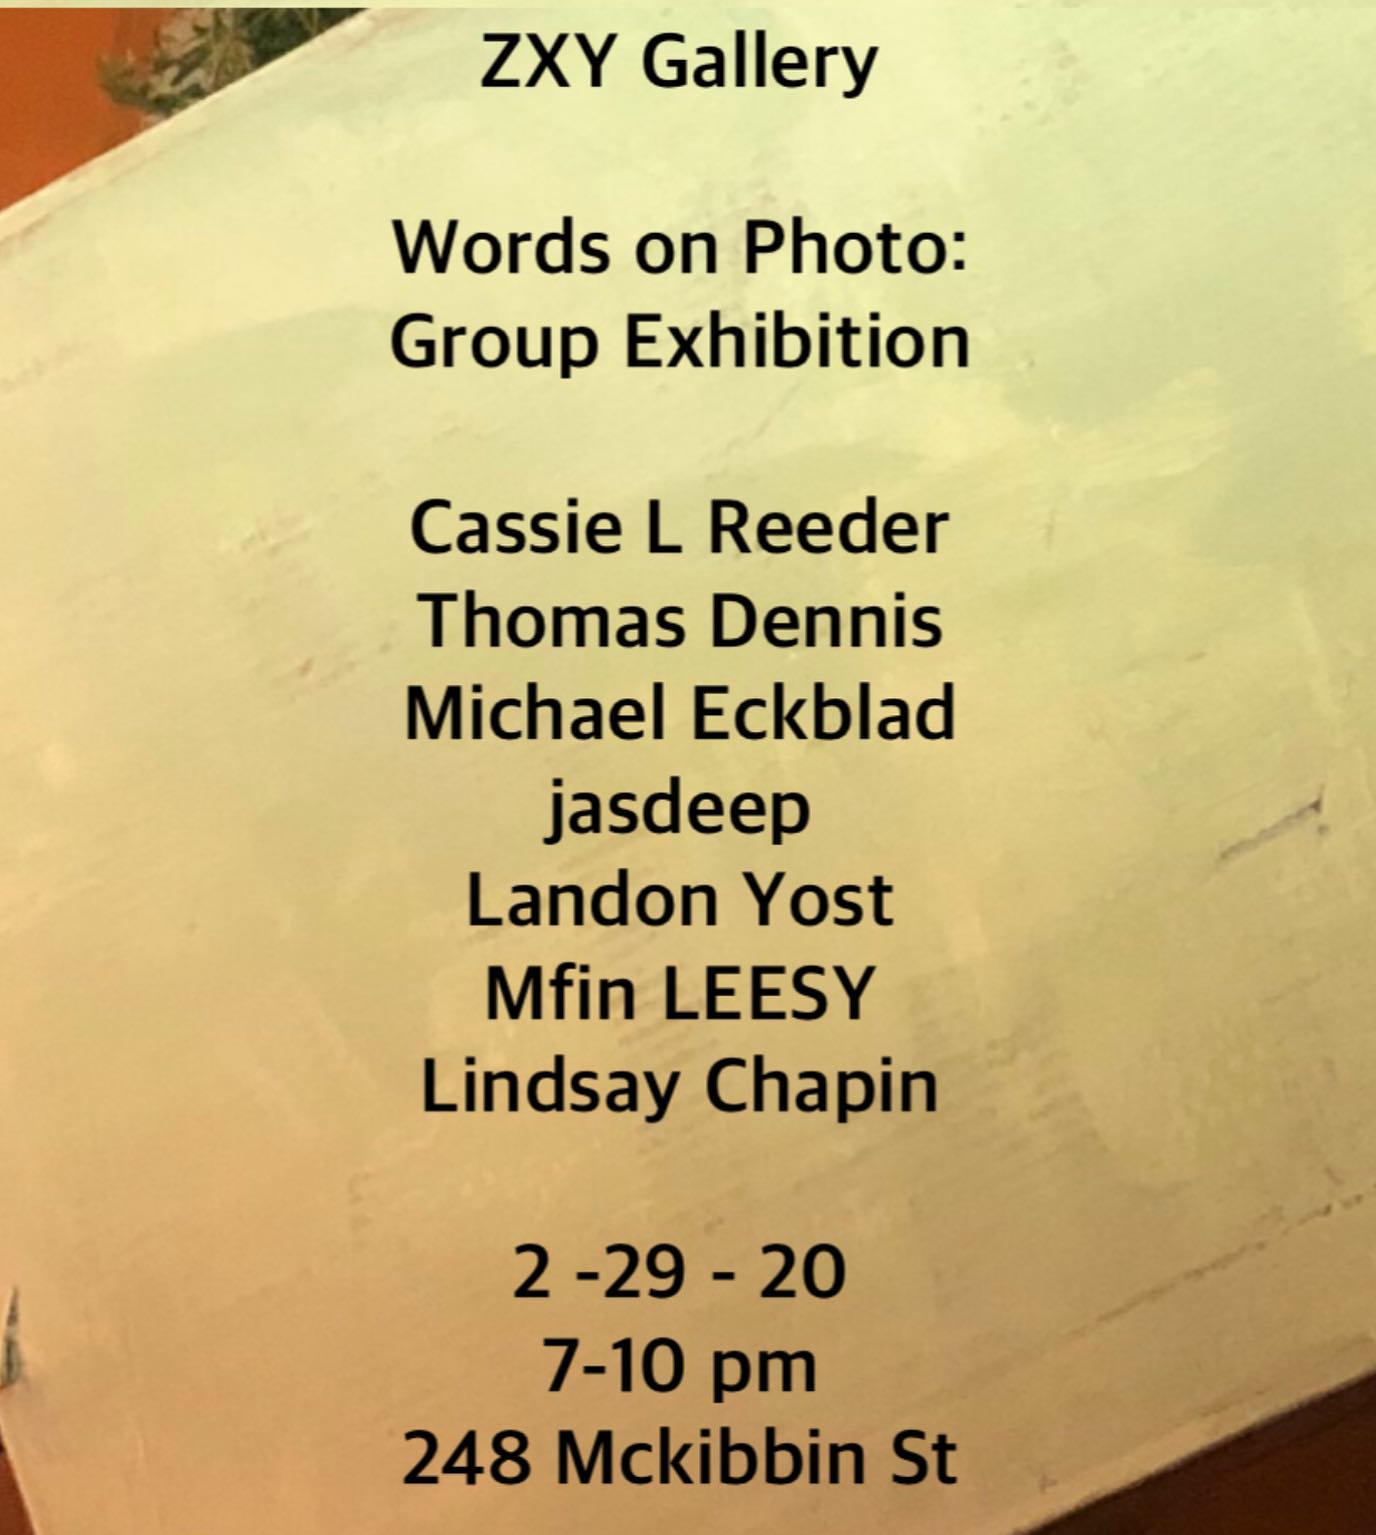 ZXY Gallery
Words on Photo:
Group Exhibition
Cassie L Reeder
Thomas Dennis
Michael Eckblad
jasdeep
Landon Yost
Mfin LEESY
Lindsay Chapin
2 -29 - 20
7-10 pm
248 Mckibbin St